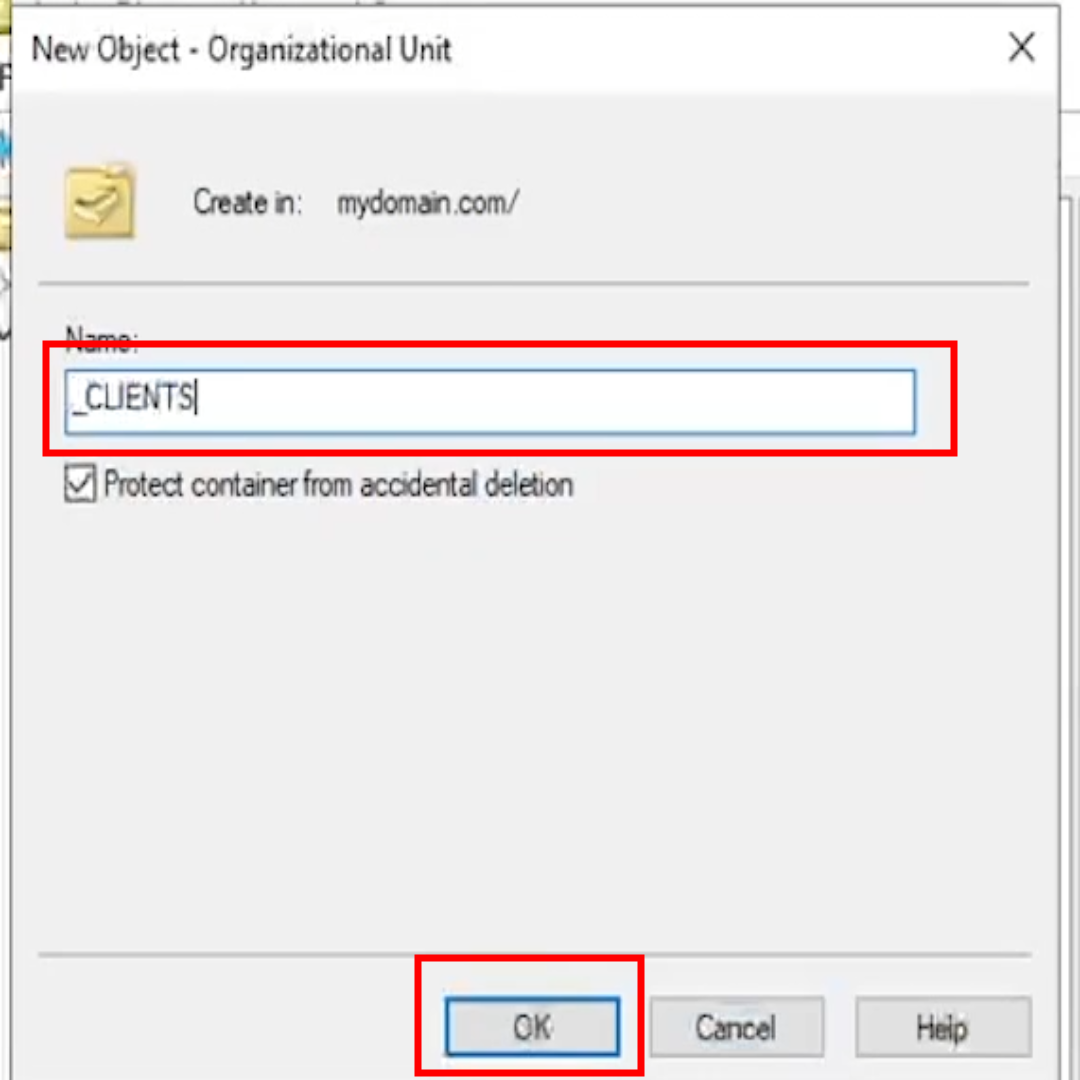 New Object - Organizational Unit
Create in: mydomain.com/
Name:
_CLIENTS
Protect container from accidental deletion
OK Cancel Help